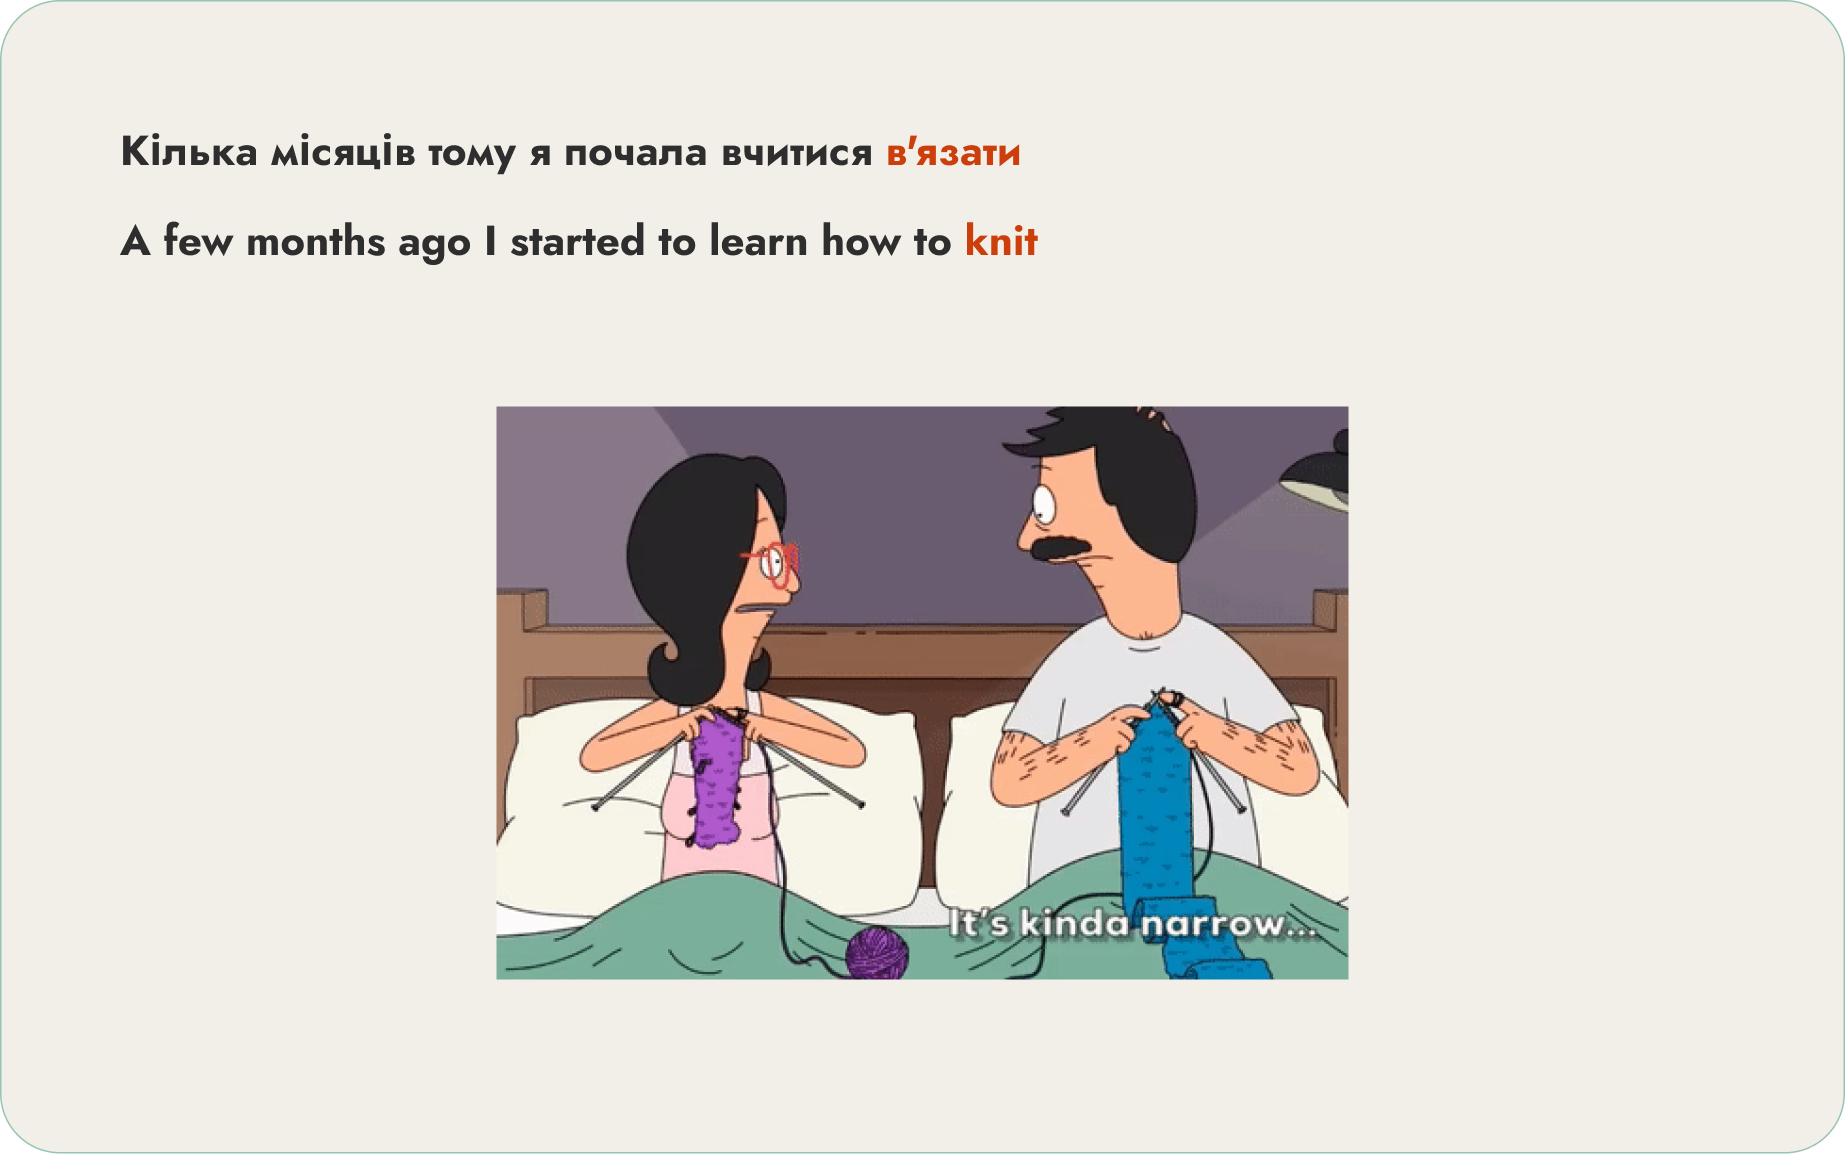 Кілька місяців тому я почала вчитися в'язати
A few months ago I started to learn how to knit
It's kinda narrow...